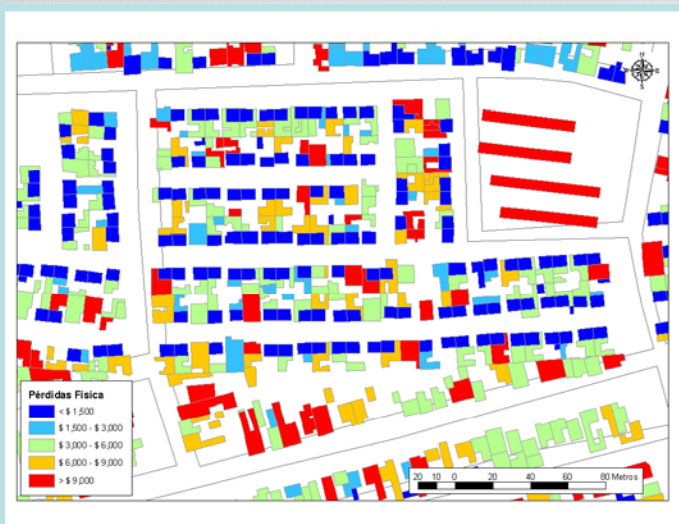 N
E
S
Pérdidas Física
< $ 1,500
$ 1,500 - $ 3,000
$ 3,000 - $ 6,000
$ 6,000 - $ 9,000
> $ 9,000
20 10 0 20 40 60 80 Metros